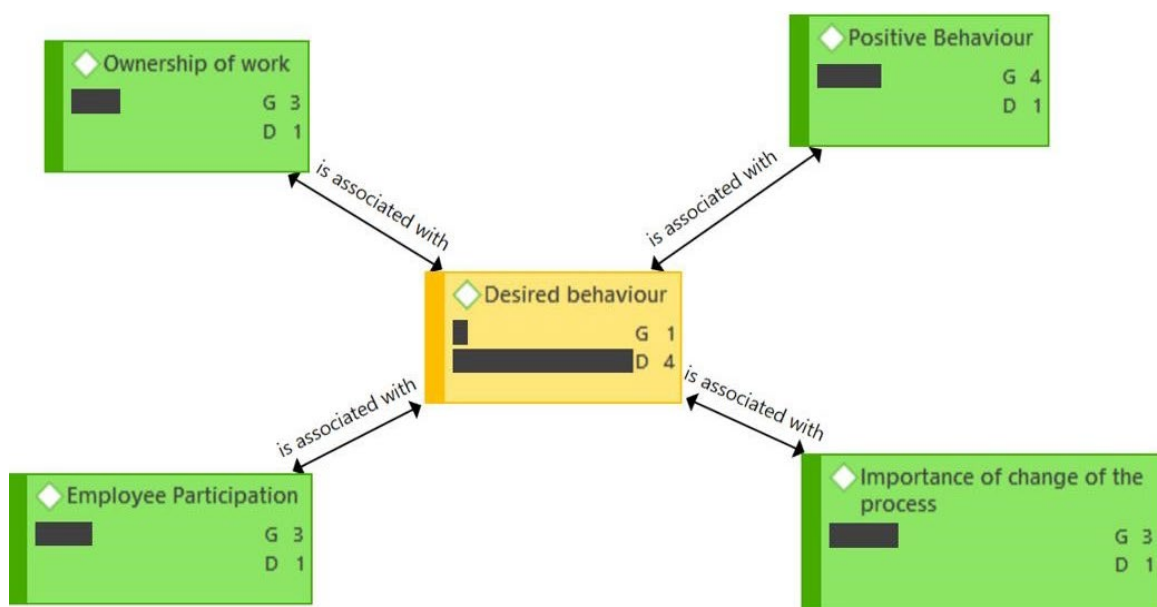 Ownership of work
G 3
D 1
Positive Behaviour
G 4
D 1
is associated with
is associated with
Desired behaviour
G 1
D 4
is associated with
is associated with
Employee Participation
G 3
D 1
Importance of change of the
process
G 3
D 1